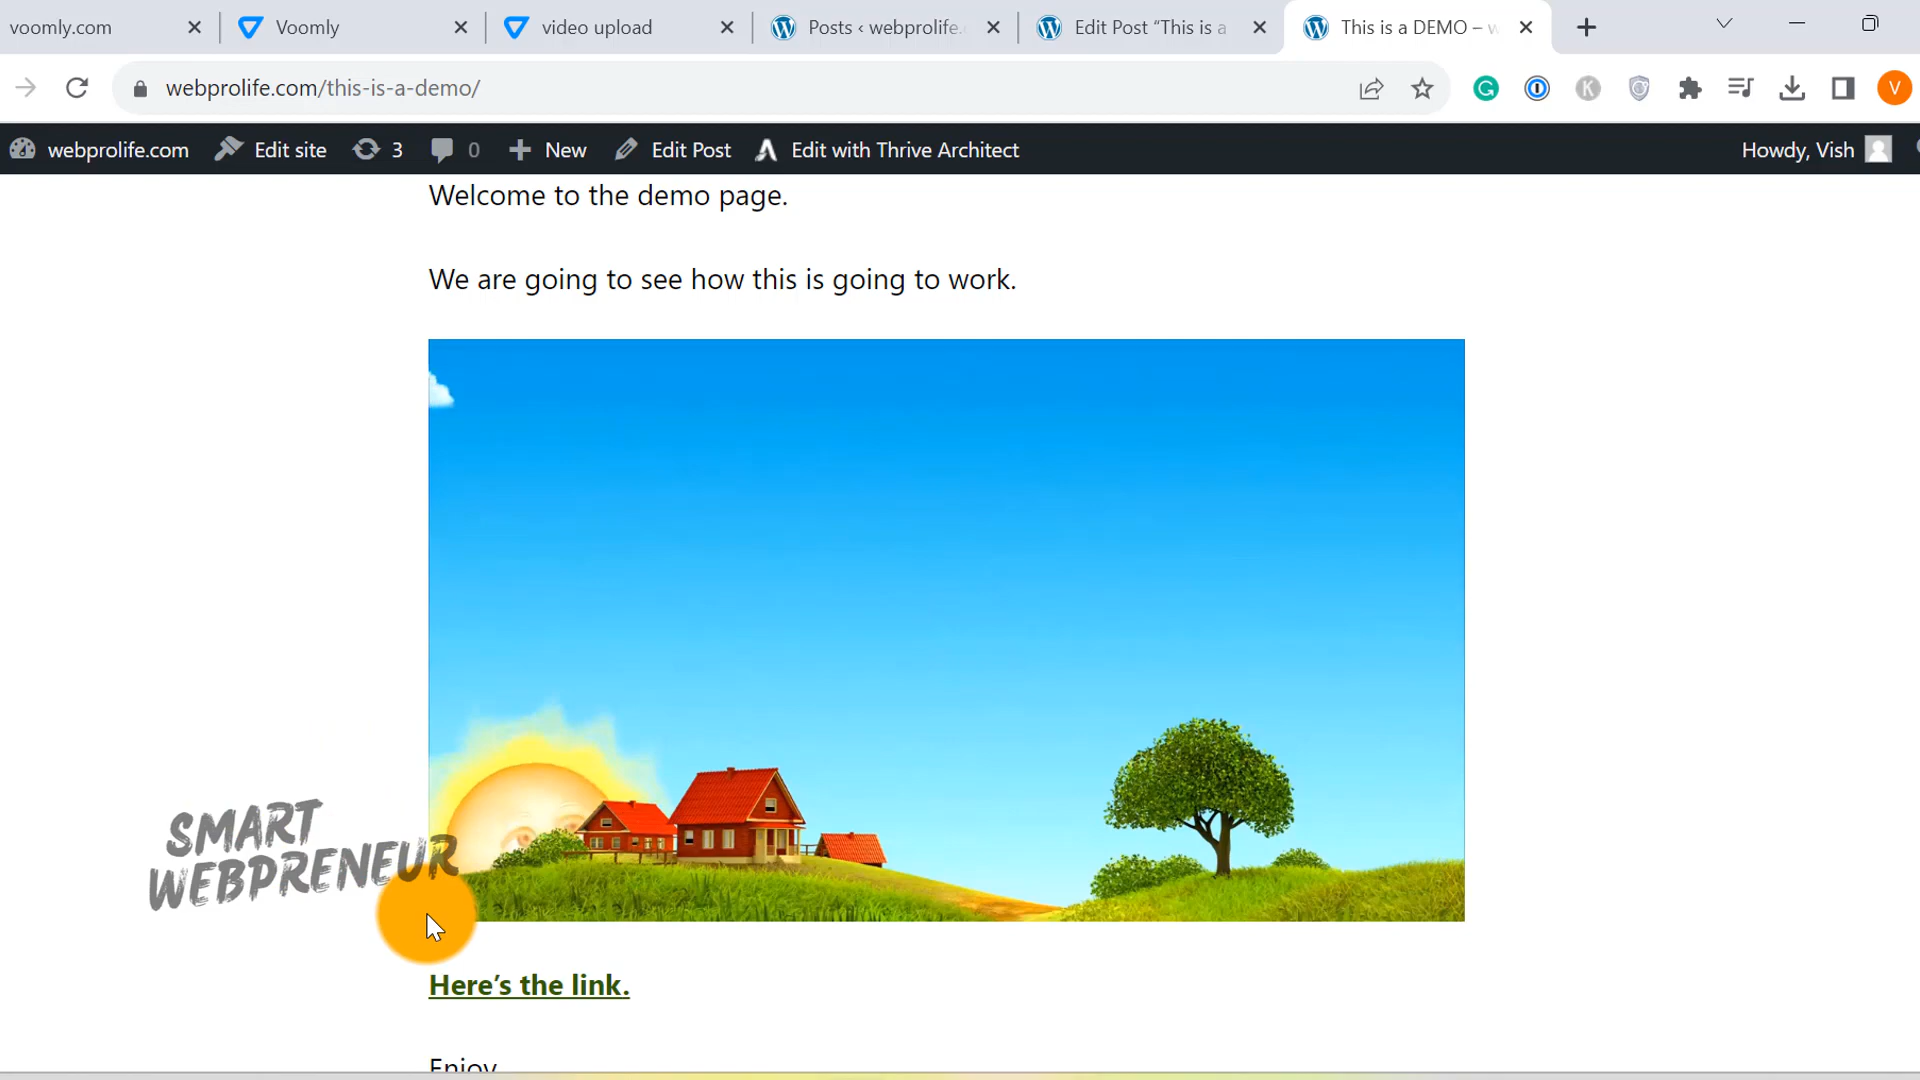 voomly.com
Voomly
video upload
Posts ‹ webprolife.
Edit Post “This is a
This is a DEMO – w
webprolife.com/this-is-a-demo/
G
K
V
webprolife.com
Edit site
3
0
New
Edit Post
Edit with Thrive Architect
Howdy, Vish
Welcome to the demo page.
We are going to see how this is going to work.
SMART
WEBPRENEUR
Here’s the link.
Enjoy